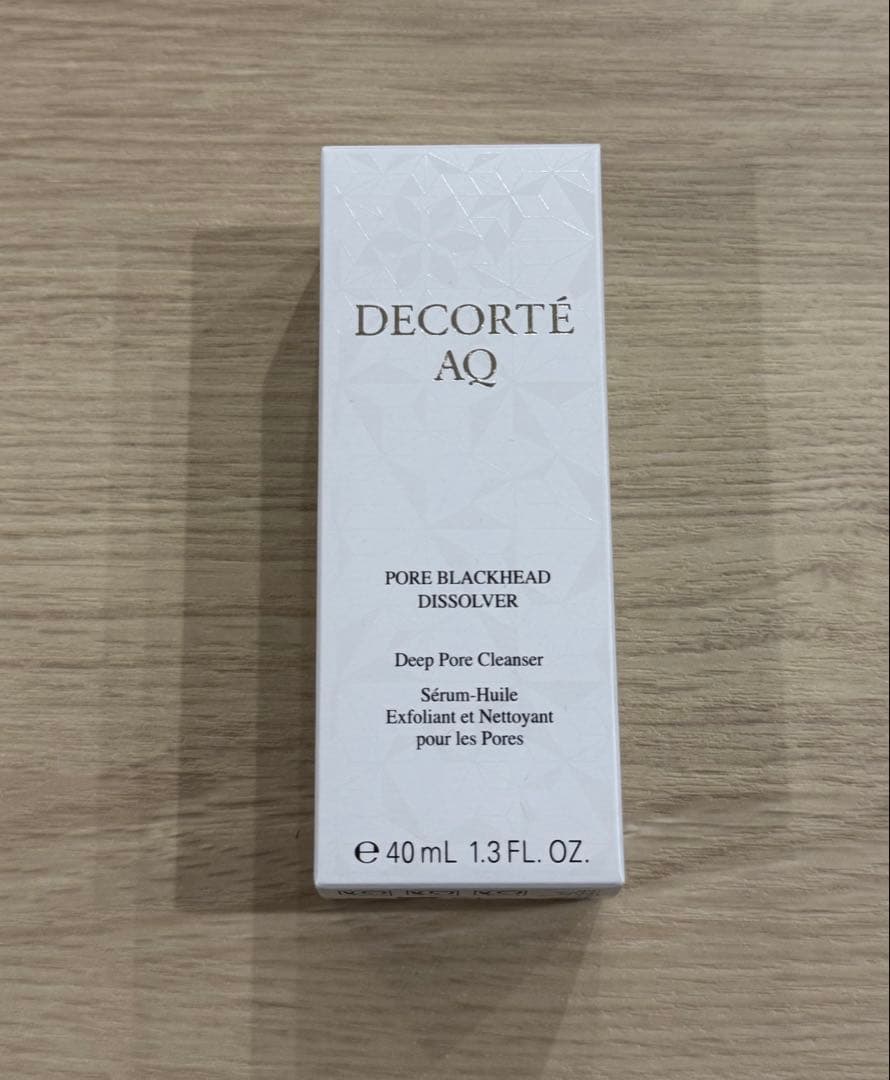 DECORTÉ
AQ
PORE BLACKHEAD
DISSOLVER
Deep Pore Cleanser
Sérum-Huile
Exfoliant et Nettoyant
pour les Pores
℮ 40 mL 1.3 FL. OZ.